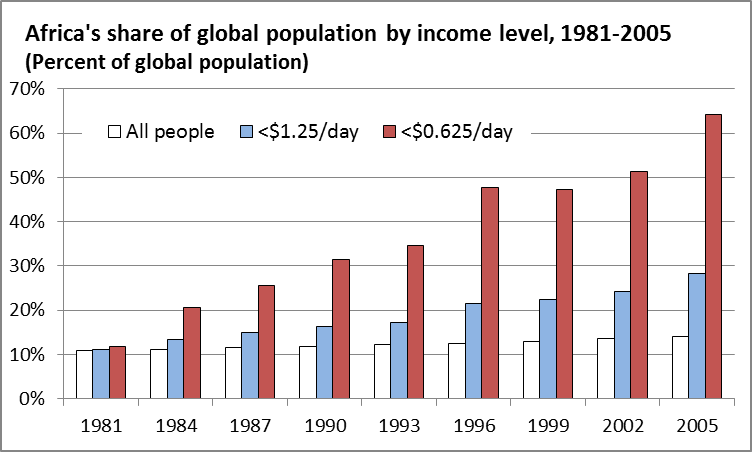 Africa's share of global population by income level, 1981-2005
(Percent of global population)
70%
All people <$1.25/day <$0.625/day
60%
50%
40%
30%
20%
10%
0%
1981 1984 1987 1990 1993 1996 1999 2002 2005